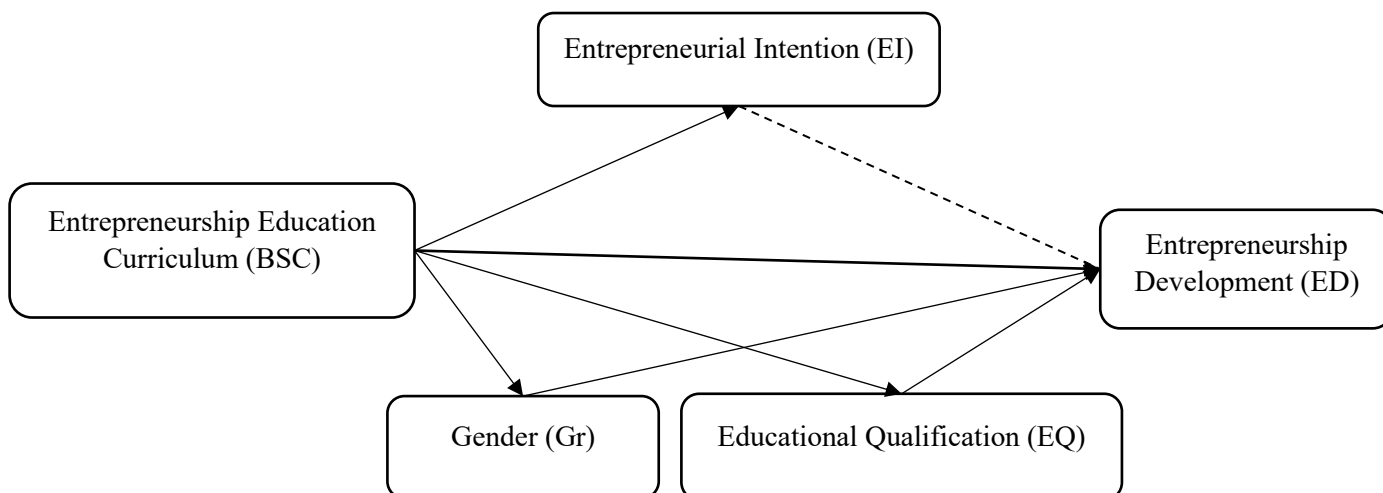 Entrepreneurial Intention (EI)
Entrepreneurship Education
Curriculum (BSC)
Entrepreneurship
Development (ED)
Gender (Gr)
Educational Qualification (EQ)